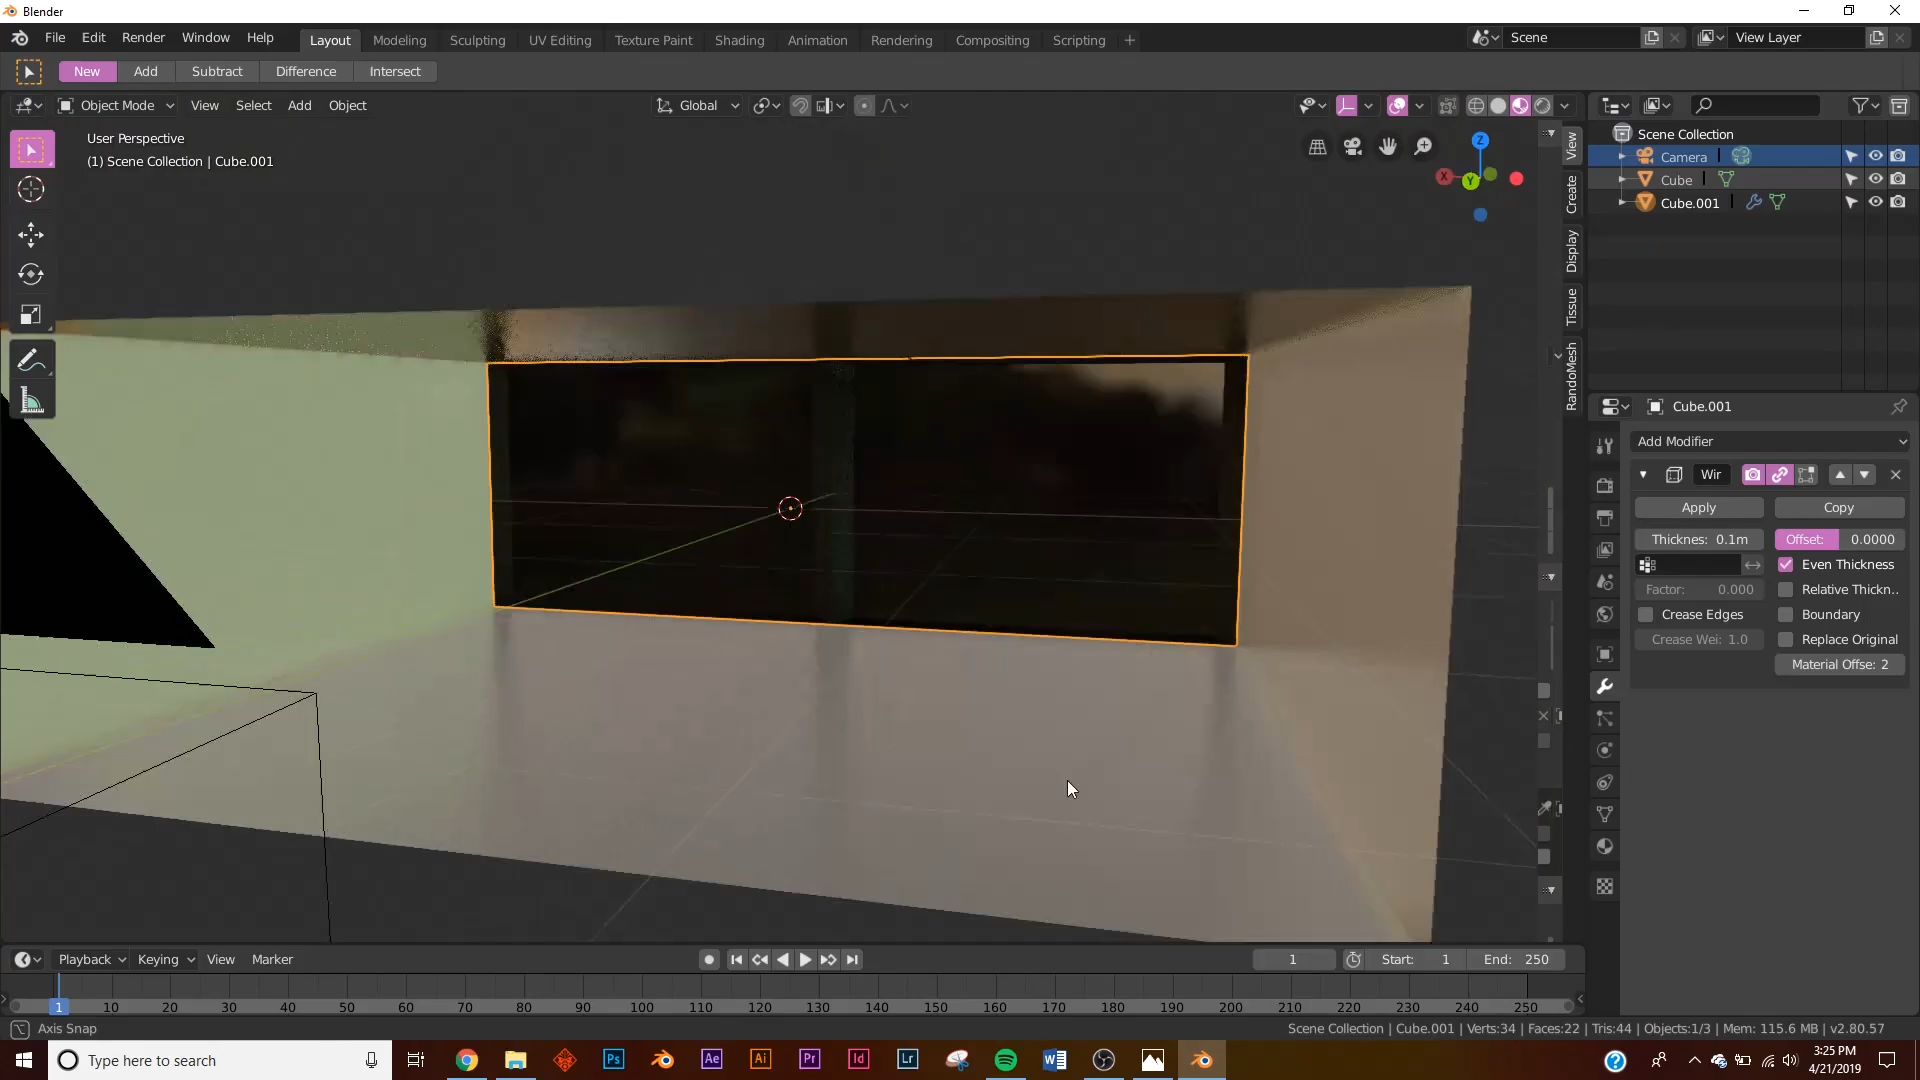 Blender
File Edit Render Window Help
Layout Modeling Sculpting UV Editing Texture Paint Shading Animation Rendering Compositing Scripting +
Scene
View Layer
New Add Subtract Difference Intersect
Object Mode View Select Add Object
Global
User Perspective
(1) Scene Collection | Cube.001
Z
X
Y
View
Create
Display
Tissue
RandoMesh
Scene Collection
Camera
Cube
Cube.001
Cube.001
Add Modifier
Wir
Apply Copy
Thicknes: 0.1m Offset: 0.0000
Even Thickness
Factor: 0.000 Relative Thickn..
Crease Edges Boundary
Crease Wei: 1.0 Replace Original
Material Offse: 2
Playback Keying View Marker
1 Start: 1 End: 250
1 10 20 30 40 50 60 70 80 90 100 110 120 130 140 150 160 170 180 190 200 210 220 230 240 250
Axis Snap
Scene Collection | Cube.001 | Verts:34 | Faces:22 | Tris:44 | Objects:1/3 | Mem: 115.6 MB | v2.80.57
Type here to search
Ps Ae Ai Pr Id Lr
3:25 PM
4/21/2019